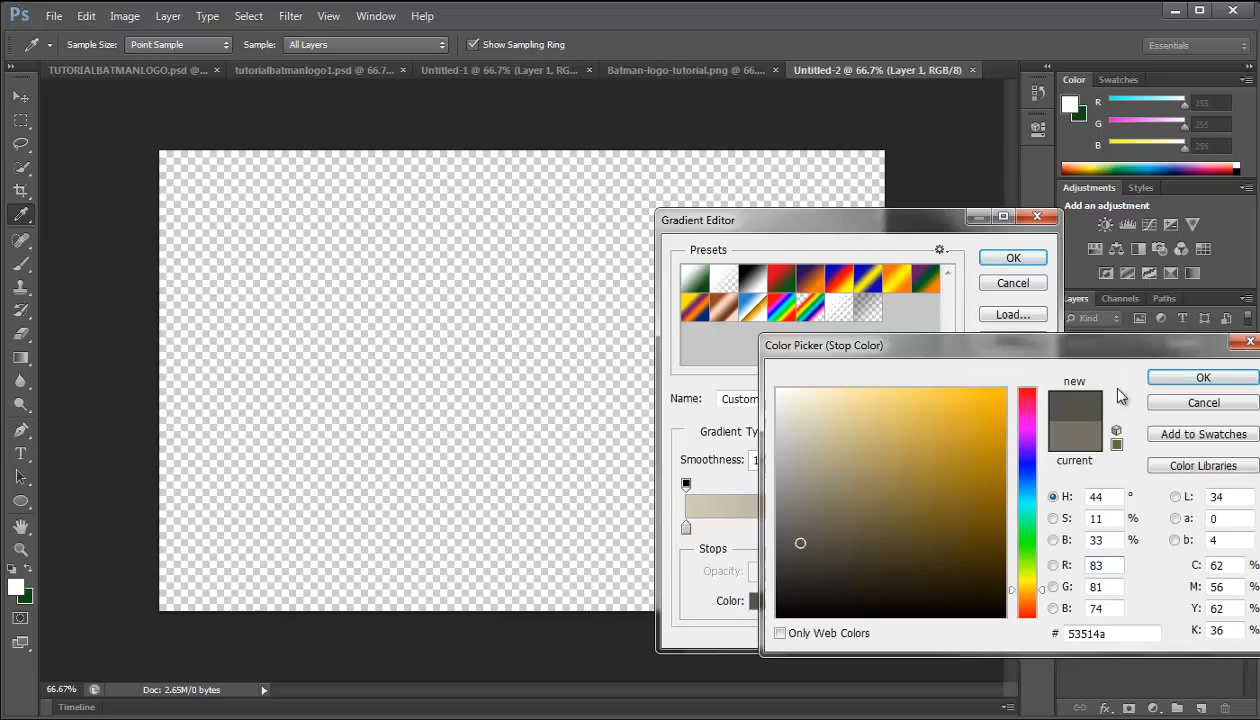 Ps File Edit Image Layer Type Select Filter View Window Help
Sample Size: Point Sample Sample: All Layers Show Sampling Ring Essentials
TUTORIALBATMANLOGO.psd @ ... × tutorialbatmanlogo1.psd @ 66.7... × Untitled-1 @ 66.7% (Layer 1, RG... × Batman-logo-tutorial.png @ 66.... × Untitled-2 @ 66.7% (Layer 1, RGB/8) ×
Color Swatches
R 255
G 255
B 255
Adjustments Styles
Add an adjustment
Layers Channels Paths
Kind
Gradient Editor
Presets
OK
Cancel
Load...
Name: Custom
Gradient Ty
Smoothness: 1
Stops
Opacity:
Color:
Color Picker (Stop Color)
new
current
OK
Cancel
Add to Swatches
Color Libraries
H: 44 ° L: 34
S: 11 % a: 0
B: 33 % b: 4
R: 83 C: 62 %
G: 81 M: 56 %
B: 74 Y: 62 %
# 53514a K: 36 %
Only Web Colors
66.67% Doc: 2.65M/0 bytes
Timeline
fx